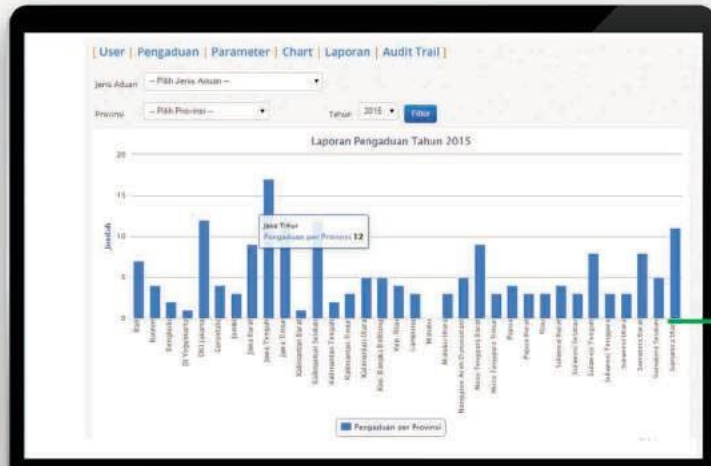 [ User | Pengaduan | Parameter | Chart | Laporan | Audit Trail ]
Jenis Aduan -- Pilih Jenis Aduan --
Provinsi -- Pilih Provinsi -- Tahun 2015 Filter
Laporan Pengaduan Tahun 2015
20
15
10
5
0
Jumlah
Jawa Timur
Pengaduan per Provinsi 12
Bali
Banten
Bengkulu
DI Yogyakarta
DKI Jakarta
Gorontalo
Jambi
Jawa Barat
Jawa Tengah
Jawa Timur
Kalimantan Barat
Kalimantan Selatan
Kalimantan Tengah
Kalimantan Timur
Kalimantan Utara
Kep. Bangka Belitung
Kep. Riau
Lampung
Maluku
Maluku Utara
Nanggroe Aceh Darussalam
Nusa Tenggara Barat
Nusa Tenggara Timur
Papua
Papua Barat
Riau
Sulawesi Barat
Sulawesi Selatan
Sulawesi Tengah
Sulawesi Tenggara
Sulawesi Utara
Sumatera Barat
Sumatera Selatan
Sumatera Utara
Pengaduan per Provinsi